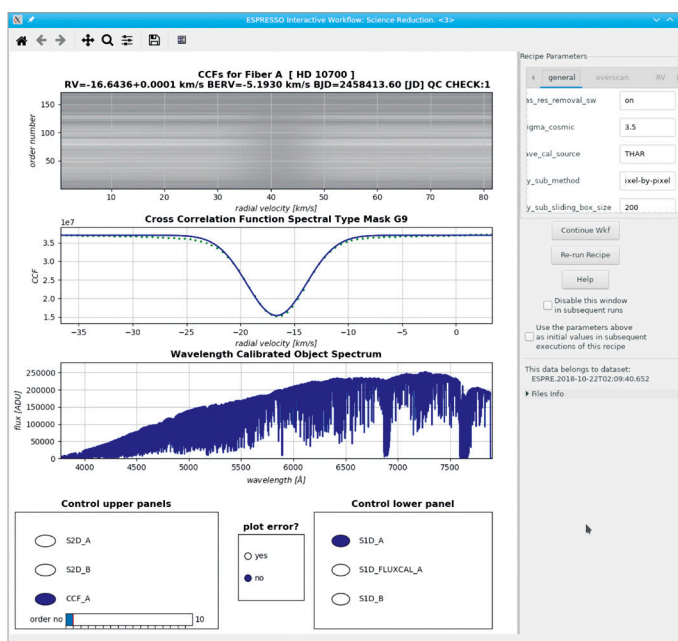 ESPRESSO Interactive Workflow: Science Reduction. <3>
Recipe Parameters
general overscan RV
as_res_removal_sw on
igma_cosmic 3.5
ave_cal_source THAR
y_sub_method ixel-by-pixel
y_sub_sliding_box_size 200
Continue Wkf
Re-run Recipe
Help
Disable this window
in subsequent runs
Use the parameters above
as initial values in subsequent
executions of this recipe
This data belongs to dataset:
ESPRE.2018-10-22T02:09:40.652
Files Info
CCFs for Fiber A [ HD 10700 ]
RV=-16.6436+0.0001 km/s BERV=-5.1930 km/s BJD=2458413.60 [JD] QC CHECK:1
order number
150
100
50
10 20 30 40 50 60 70 80
radial velocity [km/s]
Cross Correlation Function Spectral Type Mask G9
1e7
CCF
3.5
3.0
2.5
2.0
1.5
−35 −30 −25 −20 −15 −10 −5 0
radial velocity [km/s]
Wavelength Calibrated Object Spectrum
flux [ADU]
250000
200000
150000
100000
50000
0
4000 4500 5000 5500 6000 6500 7000 7500
wavelength [Å]
Control upper panels
S2D_A
S2D_B
CCF_A
order no 10
plot error?
yes
no
Control lower panel
S1D_A
S1D_FLUXCAL_A
S1D_B